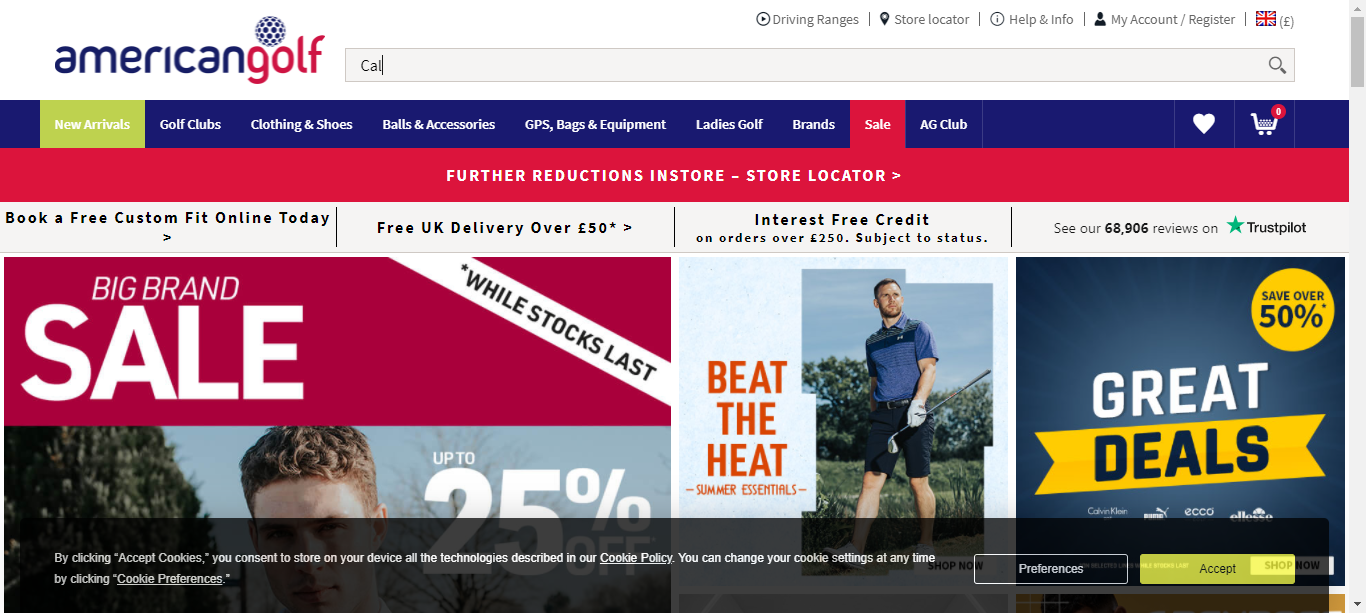 Driving Ranges
Store locator
Help & Info
My Account / Register
(£)
americangolf
Cal
New Arrivals
Golf Clubs
Clothing & Shoes
Balls & Accessories
GPS, Bags & Equipment
Ladies Golf
Brands
Sale
AG Club
0
FURTHER REDUCTIONS INSTORE – STORE LOCATOR >
Book a Free Custom Fit Online Today
>
Free UK Delivery Over £50* >
Interest Free Credit
on orders over £250. Subject to status.
See our 68,906 reviews on Trustpilot
BIG BRAND
SALE
*WHILE STOCKS LAST
UP TO
25%
OFF*
BEAT
THE
HEAT
– SUMMER ESSENTIALS –
SHOP NOW
SAVE OVER
50%*
GREAT
DEALS
Calvin Klein
PUMA
ecco
ellesse
SHOP NOW
By clicking “Accept Cookies,” you consent to store on your device all the technologies described in our Cookie Policy. You can change your cookie settings at any time
by clicking “Cookie Preferences.”
Preferences
Accept